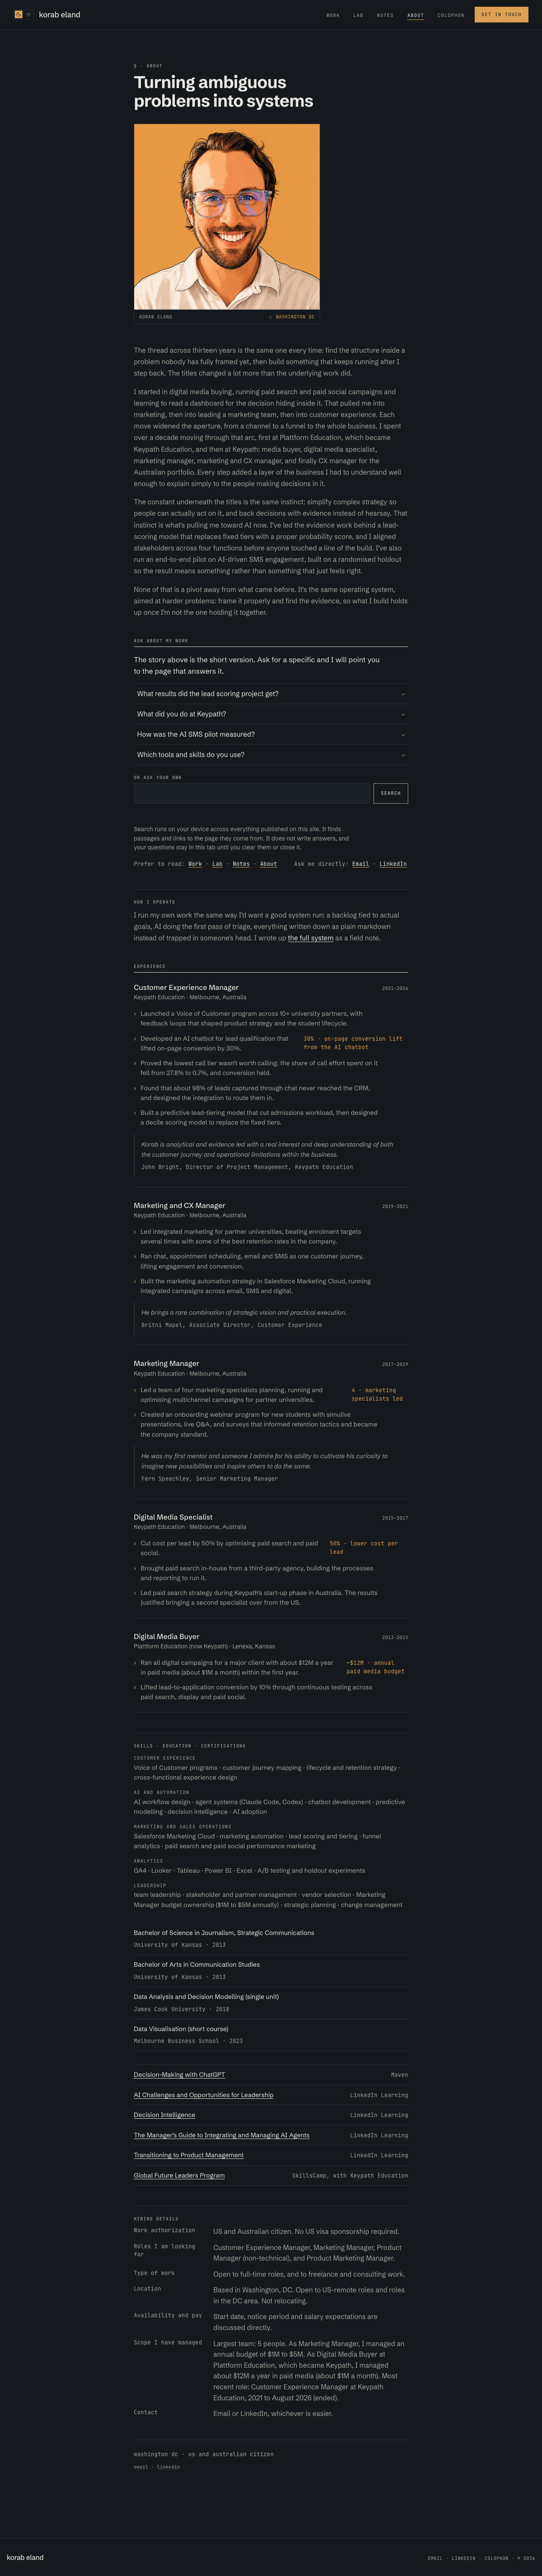 korab eland
WORK
LAB
NOTES
ABOUT
COLOPHON
GET IN TOUCH
ABOUT
Turning ambiguous
problems into systems
KORAB ELAND
WASHINGTON DC
The thread across thirteen years is the same one every time: find the structure inside a
problem nobody has fully framed yet, then build something that keeps running after I
step back. The titles changed a lot more than the underlying work did.
I started in digital media buying, running paid search and paid social campaigns and
learning to read a dashboard for the decision hiding inside it. That pulled me into
marketing, then into leading a marketing team, then into customer experience. Each
move widened the aperture, from a channel to a funnel to the whole business. I spent
over a decade moving through that arc, first at Plattform Education, which became
Keypath Education, and then at Keypath: media buyer, digital media specialist,
marketing manager, marketing and CX manager, and finally CX manager for the
Australian portfolio. Every step added a layer of the business I had to understand well
enough to explain simply to the people making decisions in it.
The constant underneath the titles is the same instinct: simplify complex strategy so
people can actually act on it, and back decisions with evidence instead of hearsay. That
instinct is what's pulling me toward AI now. I've led the evidence work behind a lead-
scoring model that replaces fixed tiers with a proper probability score, and I aligned
stakeholders across four functions before anyone touched a line of the build. I've also
run an end-to-end pilot on AI-driven SMS engagement, built on a randomised holdout
so the result means something rather than something that just feels right.
None of that is a pivot away from what came before. It's the same operating system,
aimed at harder problems: frame it properly and find the evidence, so what I build holds
up once I'm not the one holding it together.
ASK ABOUT MY WORK
The story above is the short version. Ask for a specific and I will point you
to the page that answers it.
What results did the lead scoring project get?
What did you do at Keypath?
How was the AI SMS pilot measured?
Which tools and skills do you use?
OR ASK YOUR OWN
SEARCH
Search runs on your device across everything published on this site. It finds
passages and links to the page they come from. It does not write answers, and
your questions stay in this tab until you clear them or close it.
Prefer to read: Work · Lab · Notes · About
Ask me directly: Email · LinkedIn
HOW I OPERATE
I run my own work the same way I'd want a good system run: a backlog tied to actual
goals, AI doing the first pass of triage, everything written down as plain markdown
instead of trapped in someone's head. I wrote up the full system as a field note.
EXPERIENCE
Customer Experience Manager
2021–2026
Keypath Education · Melbourne, Australia
› Launched a Voice of Customer program across 10+ university partners, with
feedback loops that shaped product strategy and the student lifecycle.
› Developed an AI chatbot for lead qualification that
lifted on-page conversion by 30%.
30% · on-page conversion lift
from the AI chatbot
› Proved the lowest call tier wasn't worth calling: the share of call effort spent on it
fell from 27.8% to 0.7%, and conversion held.
› Found that about 98% of leads captured through chat never reached the CRM,
and designed the integration to route them in.
› Built a predictive lead-tiering model that cut admissions workload, then designed
a decile scoring model to replace the fixed tiers.
Korab is analytical and evidence led with a real interest and deep understanding of both
the customer journey and operational limitations within the business.
John Bright, Director of Project Management, Keypath Education
Marketing and CX Manager
2019–2021
Keypath Education · Melbourne, Australia
› Led integrated marketing for partner universities, beating enrolment targets
several times with some of the best retention rates in the company.
› Ran chat, appointment scheduling, email and SMS as one customer journey,
lifting engagement and conversion.
› Built the marketing automation strategy in Salesforce Marketing Cloud, running
integrated campaigns across email, SMS and digital.
He brings a rare combination of strategic vision and practical execution.
Britni Mapel, Associate Director, Customer Experience
Marketing Manager
2017–2019
Keypath Education · Melbourne, Australia
› Led a team of four marketing specialists planning, running and
optimising multichannel campaigns for partner universities.
4 · marketing
specialists led
› Created an onboarding webinar program for new students with simulive
presentations, live Q&A, and surveys that informed retention tactics and became
the company standard.
He was my first mentor and someone I admire for his ability to cultivate his curiosity to
imagine new possibilities and inspire others to do the same.
Fern Speechley, Senior Marketing Manager
Digital Media Specialist
2015–2017
Keypath Education · Melbourne, Australia
› Cut cost per lead by 50% by optimising paid search and paid
social.
50% · lower cost per
lead
› Brought paid search in-house from a third-party agency, building the processes
and reporting to run it.
› Led paid search strategy during Keypath's start-up phase in Australia. The results
justified bringing a second specialist over from the US.
Digital Media Buyer
2013–2015
Plattform Education (now Keypath) · Lenexa, Kansas
› Ran all digital campaigns for a major client with about $12M a year
in paid media (about $1M a month) within the first year.
~$12M · annual
paid media budget
› Lifted lead-to-application conversion by 10% through continuous testing across
paid search, display and paid social.
SKILLS · EDUCATION · CERTIFICATIONS
CUSTOMER EXPERIENCE
Voice of Customer programs · customer journey mapping · lifecycle and retention strategy ·
cross-functional experience design
AI AND AUTOMATION
AI workflow design · agent systems (Claude Code, Codex) · chatbot development · predictive
modelling · decision intelligence · AI adoption
MARKETING AND SALES OPERATIONS
Salesforce Marketing Cloud · marketing automation · lead scoring and tiering · funnel
analytics · paid search and paid social performance marketing
ANALYTICS
GA4 · Looker · Tableau · Power BI · Excel · A/B testing and holdout experiments
LEADERSHIP
team leadership · stakeholder and partner management · vendor selection · Marketing
Manager budget ownership ($1M to $5M annually) · strategic planning · change management
Bachelor of Science in Journalism, Strategic Communications
University of Kansas · 2013
Bachelor of Arts in Communication Studies
University of Kansas · 2013
Data Analysis and Decision Modelling (single unit)
James Cook University · 2018
Data Visualisation (short course)
Melbourne Business School · 2023
Decision-Making with ChatGPT
Maven
AI Challenges and Opportunities for Leadership
LinkedIn Learning
Decision Intelligence
LinkedIn Learning
The Manager's Guide to Integrating and Managing AI Agents
LinkedIn Learning
Transitioning to Product Management
LinkedIn Learning
Global Future Leaders Program
SkillsCamp, with Keypath Education
HIRING DETAILS
Work authorization
US and Australian citizen. No US visa sponsorship required.
Roles I am looking
for
Customer Experience Manager, Marketing Manager, Product
Manager (non-technical), and Product Marketing Manager.
Type of work
Open to full-time roles, and to freelance and consulting work.
Location
Based in Washington, DC. Open to US-remote roles and roles
in the DC area. Not relocating.
Availability and pay
Start date, notice period and salary expectations are
discussed directly.
Scope I have managed
Largest team: 5 people. As Marketing Manager, I managed an
annual budget of $1M to $5M. As Digital Media Buyer at
Plattform Education, which became Keypath, I managed
about $12M a year in paid media (about $1M a month). Most
recent role: Customer Experience Manager at Keypath
Education, 2021 to August 2026 (ended).
Contact
Email or LinkedIn, whichever is easier.
washington dc · us and australian citizen
email · linkedin
korab eland
EMAIL · LINKEDIN · COLOPHON · © 2026